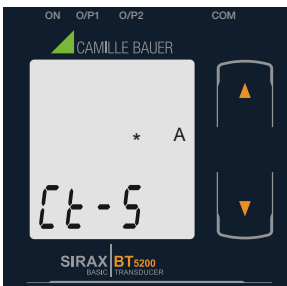 ON O/P1 O/P2 COM
CAMILLE BAUER
* A
Ct-S
SIRAX BT5200
BASIC TRANSDUCER